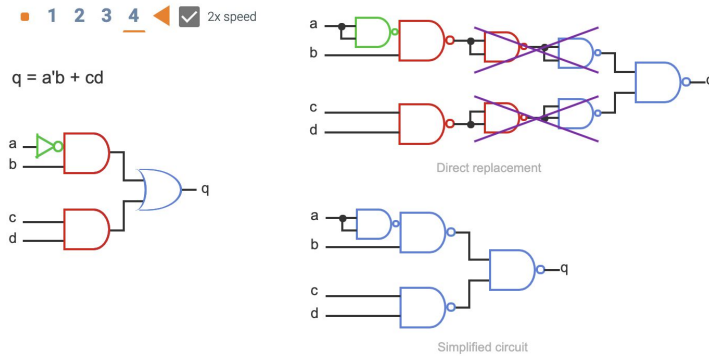 1 2 3 4 2x speed
q = a'b + cd
a
b
c
d
q
a
b
c
d
Direct replacement
a
b
c
d
q
Simplified circuit